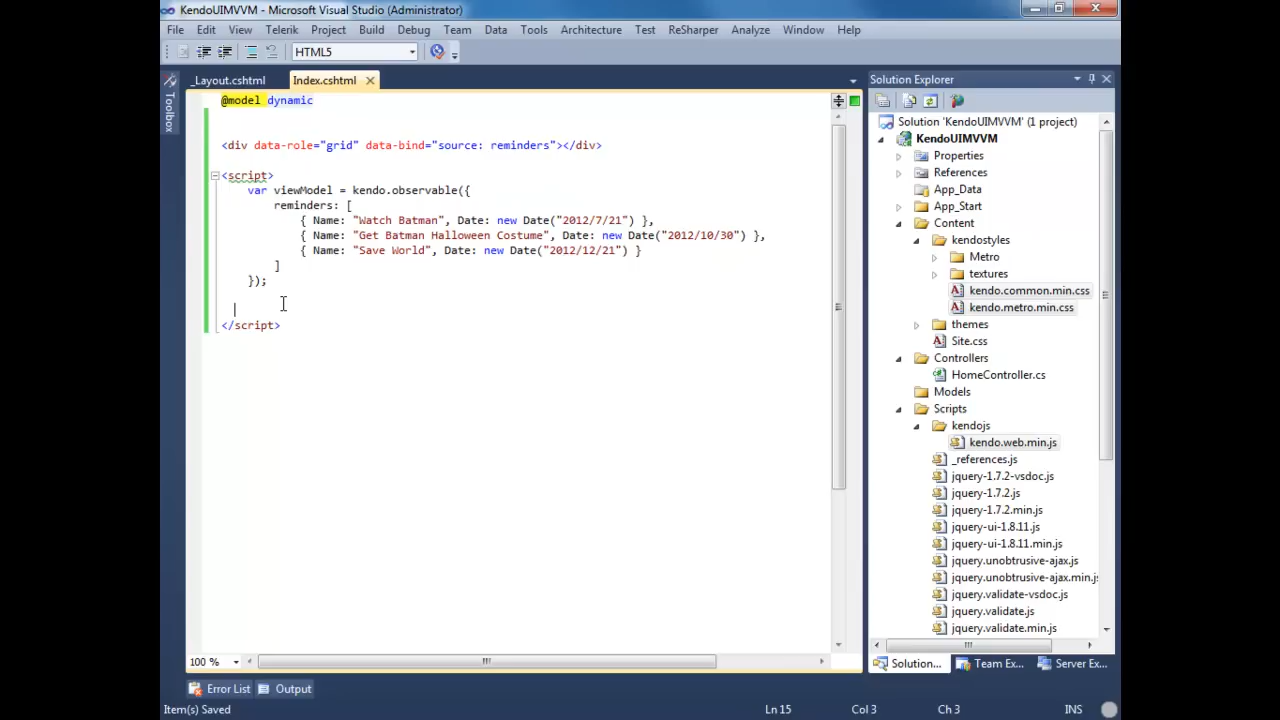 KendoUIMVVM - Microsoft Visual Studio (Administrator)
File Edit View Telerik Project Build Debug Team Data Tools Architecture Test ReSharper Analyze Window Help
HTML5
_Layout.cshtml Index.cshtml
Toolbox
@model dynamic
<div data-role="grid" data-bind="source: reminders"></div>
<script>
var viewModel = kendo.observable({
reminders: [
{ Name: "Watch Batman", Date: new Date("2012/7/21") },
{ Name: "Get Batman Halloween Costume", Date: new Date("2012/10/30") },
{ Name: "Save World", Date: new Date("2012/12/21") }
]
});
</script>
100 %
Solution Explorer
Solution 'KendoUIMVVM' (1 project)
KendoUIMVVM
Properties
References
App_Data
App_Start
Content
kendostyles
Metro
textures
kendo.common.min.css
kendo.metro.min.css
themes
Site.css
Controllers
HomeController.cs
Models
Scripts
kendojs
kendo.web.min.js
_references.js
jquery-1.7.2-vsdoc.js
jquery-1.7.2.js
jquery-1.7.2.min.js
jquery-ui-1.8.11.js
jquery-ui-1.8.11.min.js
jquery.unobtrusive-ajax.js
jquery.unobtrusive-ajax.min.js
jquery.validate-vsdoc.js
jquery.validate.js
jquery.validate.min.js
Solution... Team Ex... Server Ex...
Error List Output
Item(s) Saved Ln 15 Col 3 Ch 3 INS